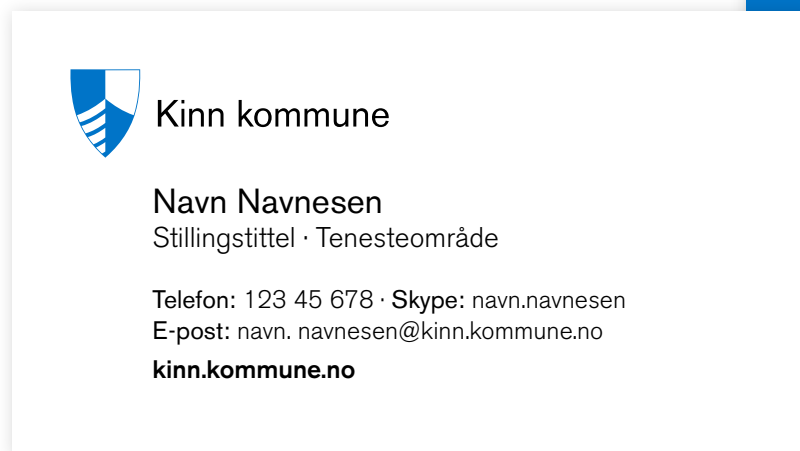 Kinn kommune
Navn Navnesen
Stillingstittel · Tenesteområde
Telefon: 123 45 678 · Skype: navn.navnesen
E-post: navn. navnesen@kinn.kommune.no
kinn.kommune.no